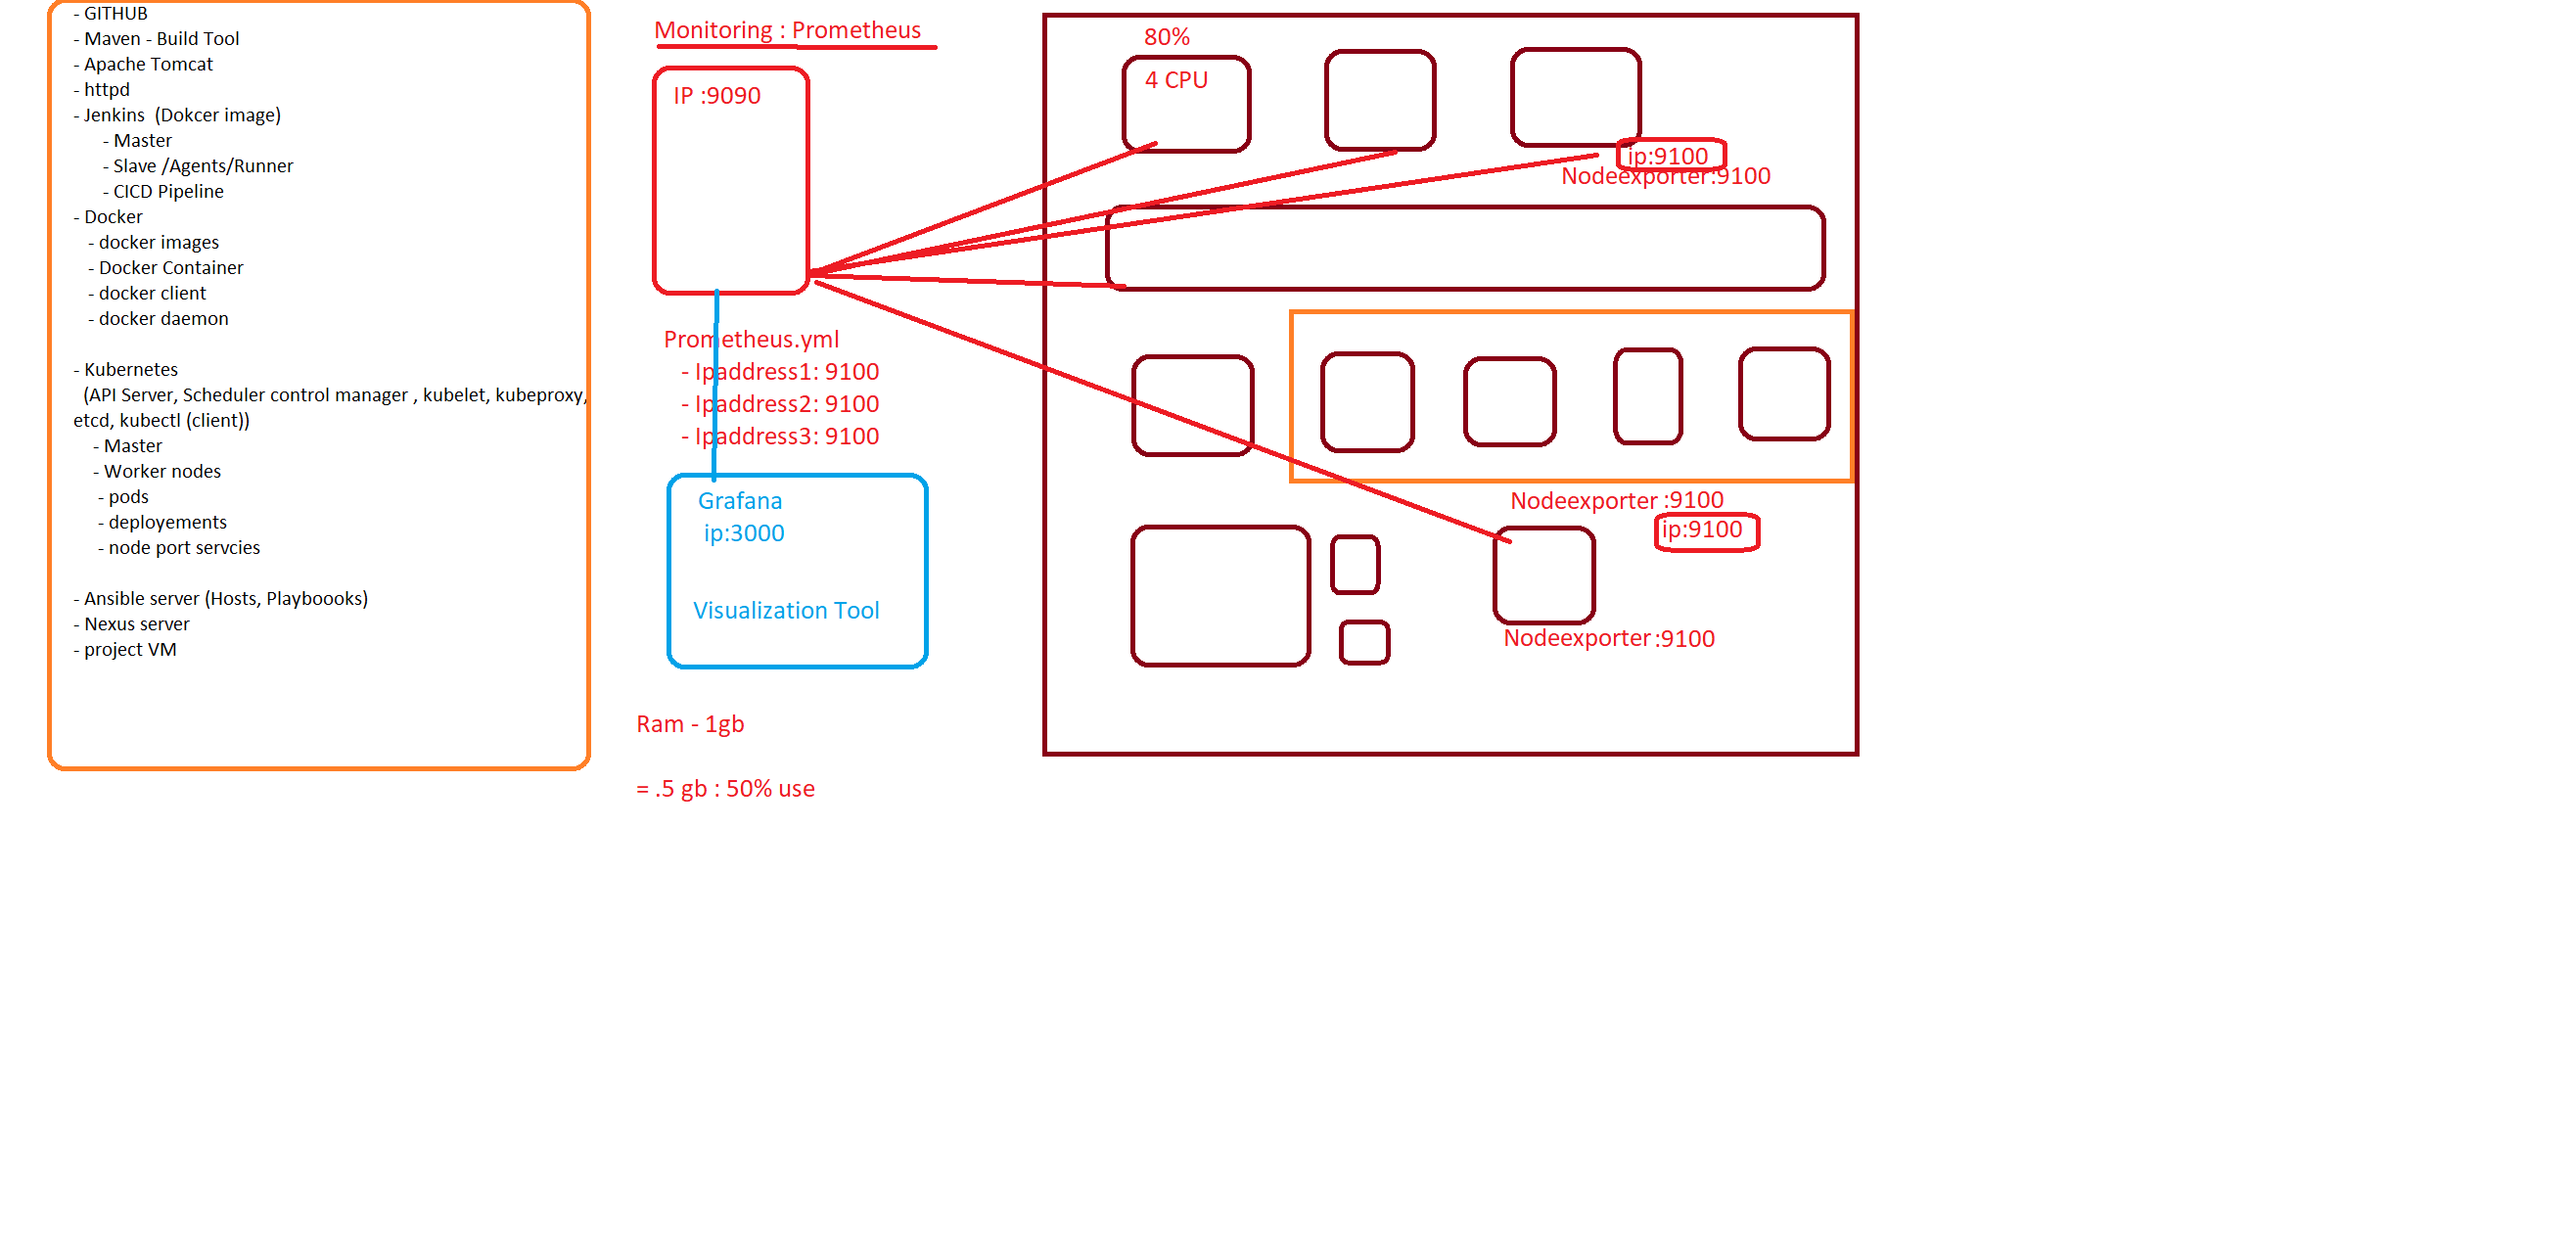 - GITHUB
- Maven - Build Tool
- Apache Tomcat
- httpd
- Jenkins  (Dokcer image)
- Master
- Slave /Agents/Runner
- CICD Pipeline
- Docker
- docker images
- Docker Container
- docker client
- docker daemon
- Kubernetes
(API Server, Scheduler control manager , kubelet, kubeproxy,
etcd, kubectl (client))
- Master
- Worker nodes
- pods
- deployements
- node port servcies
- Ansible server (Hosts, Playboooks)
- Nexus server
- project VM
Monitoring : Prometheus
IP :9090
Prometheus.yml
- Ipaddress1: 9100
- Ipaddress2: 9100
- Ipaddress3: 9100
Grafana
ip:3000
Visualization Tool
Ram - 1gb
= .5 gb : 50% use
80%
4 CPU
ip:9100
Nodeexporter:9100
Nodeexporter :9100
ip:9100
Nodeexporter :9100